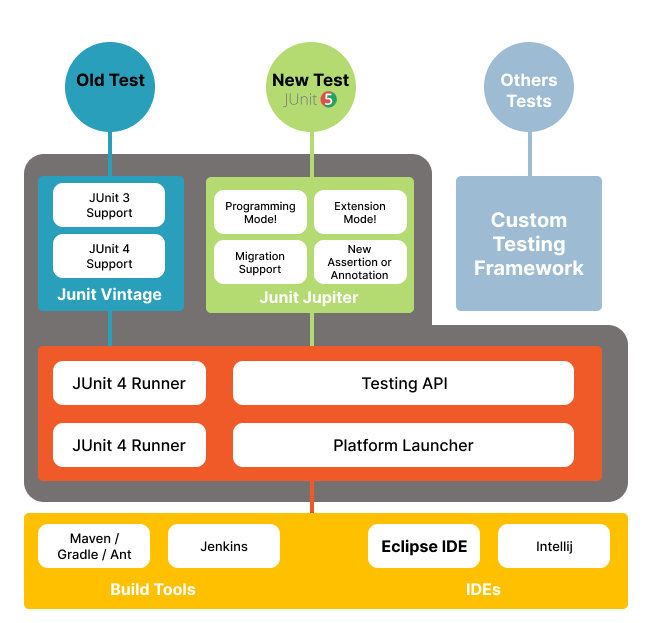 Old Test
New Test
JUnit 5
Others
Tests
JUnit 3
Support
JUnit 4
Support
Junit Vintage
Programming
Mode!
Extension
Mode!
Migration
Support
New
Assertion or
Annotation
Junit Jupiter
Custom
Testing
Framework
JUnit 4 Runner
Testing API
JUnit 4 Runner
Platform Launcher
Maven /
Gradle / Ant
Jenkins
Eclipse IDE
Intellij
Build Tools
IDEs